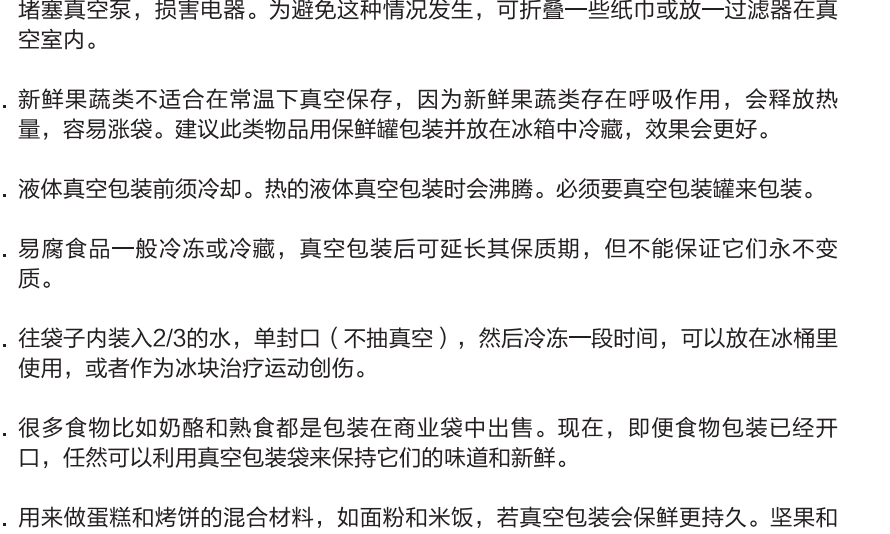 堵塞真空泵，损害电器。为避免这种情况发生，可折叠一些纸巾或放一过滤器在真
空室内。
. 新鲜果蔬类不适合在常温下真空保存，因为新鲜果蔬类存在呼吸作用，会释放热
量，容易涨袋。建议此类物品用保鲜罐包装并放在冰箱中冷藏，效果会更好。
. 液体真空包装前须冷却。热的液体真空包装时会沸腾。必须要真空包装罐来包装。
. 易腐食品一般冷冻或冷藏，真空包装后可延长其保质期，但不能保证它们永不变
质。
. 往袋子内装入2/3的水，单封口（不抽真空），然后冷冻一段时间，可以放在冰桶里
使用，或者作为冰块治疗运动创伤。
. 很多食物比如奶酪和熟食都是包装在商业袋中出售。现在，即便食物包装已经开
口，任然可以利用真空包装袋来保持它们的味道和新鲜。
. 用来做蛋糕和烤饼的混合材料，如面粉和米饭，若真空包装会保鲜更持久。坚果和